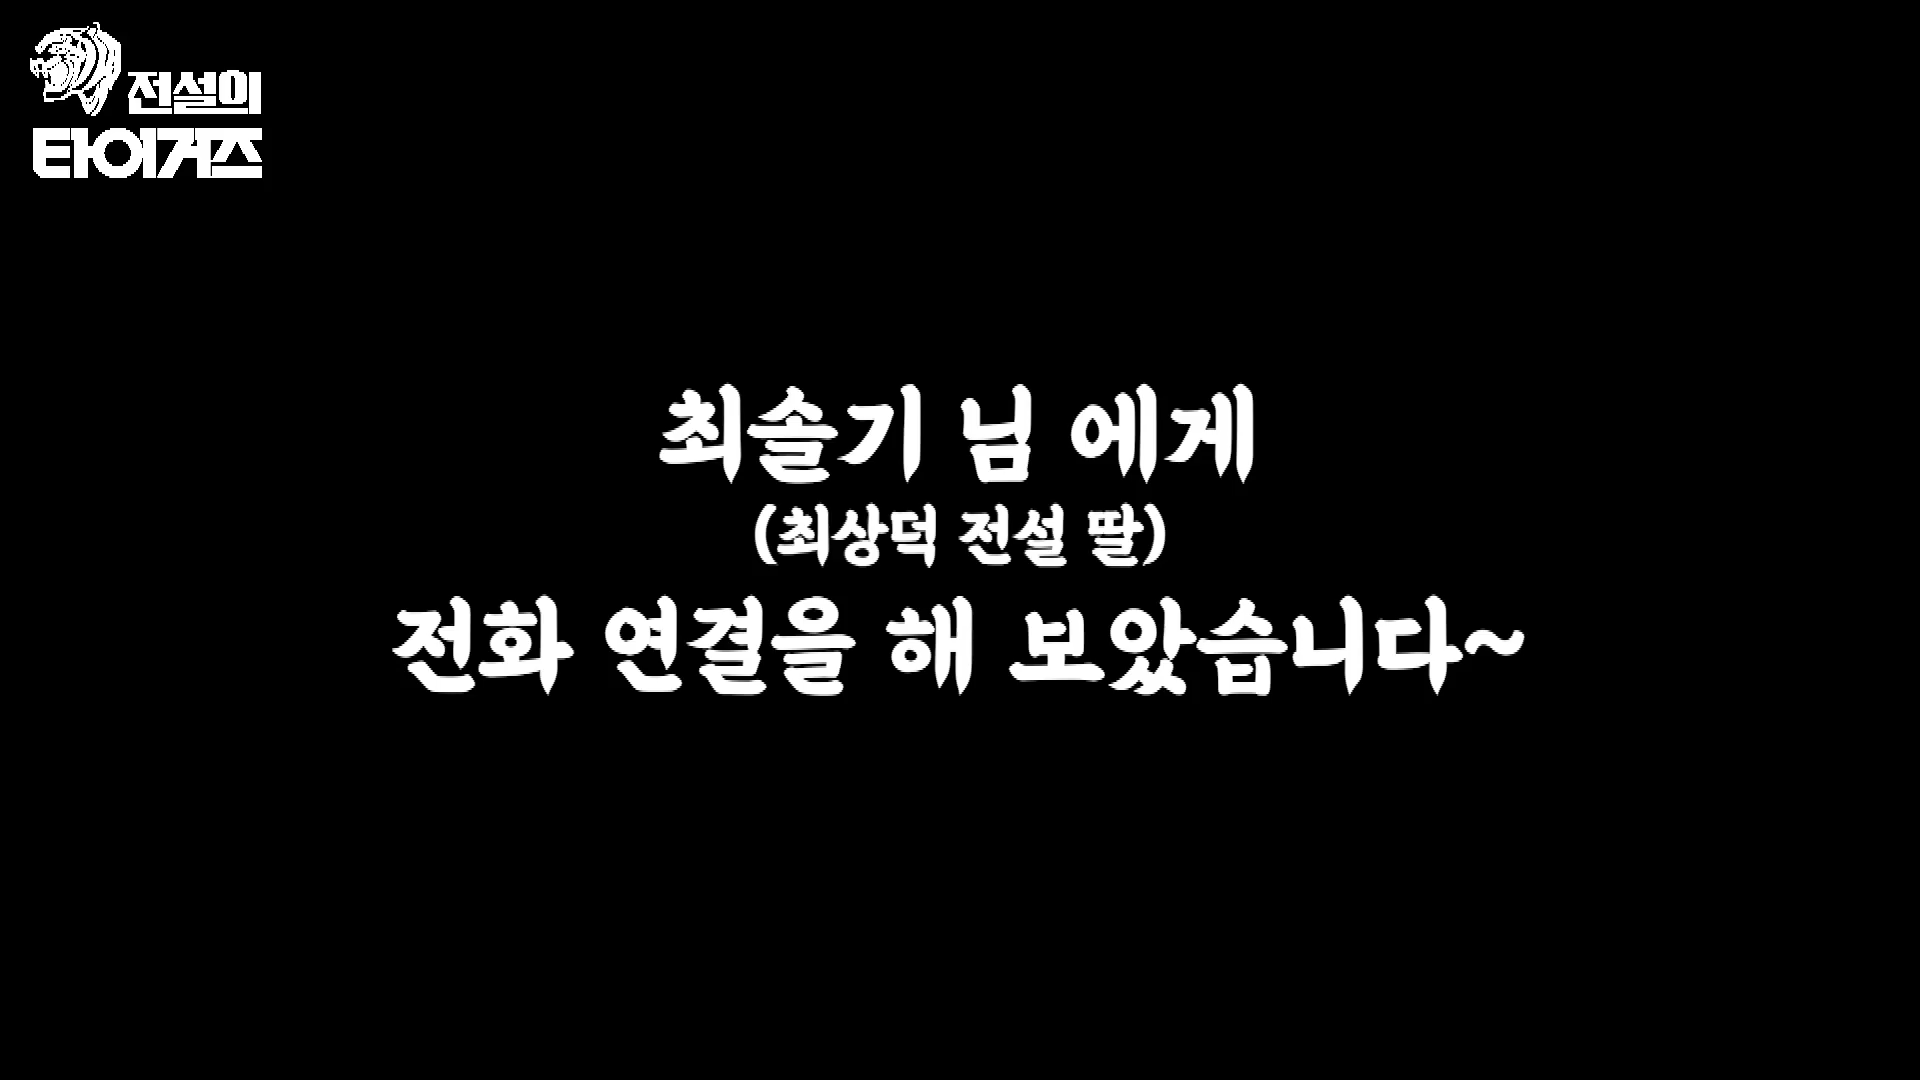 전설의
타이거즈
최솔기 님 에게
(최상덕 전설 딸)
전화 연결을 해 보았습니다~